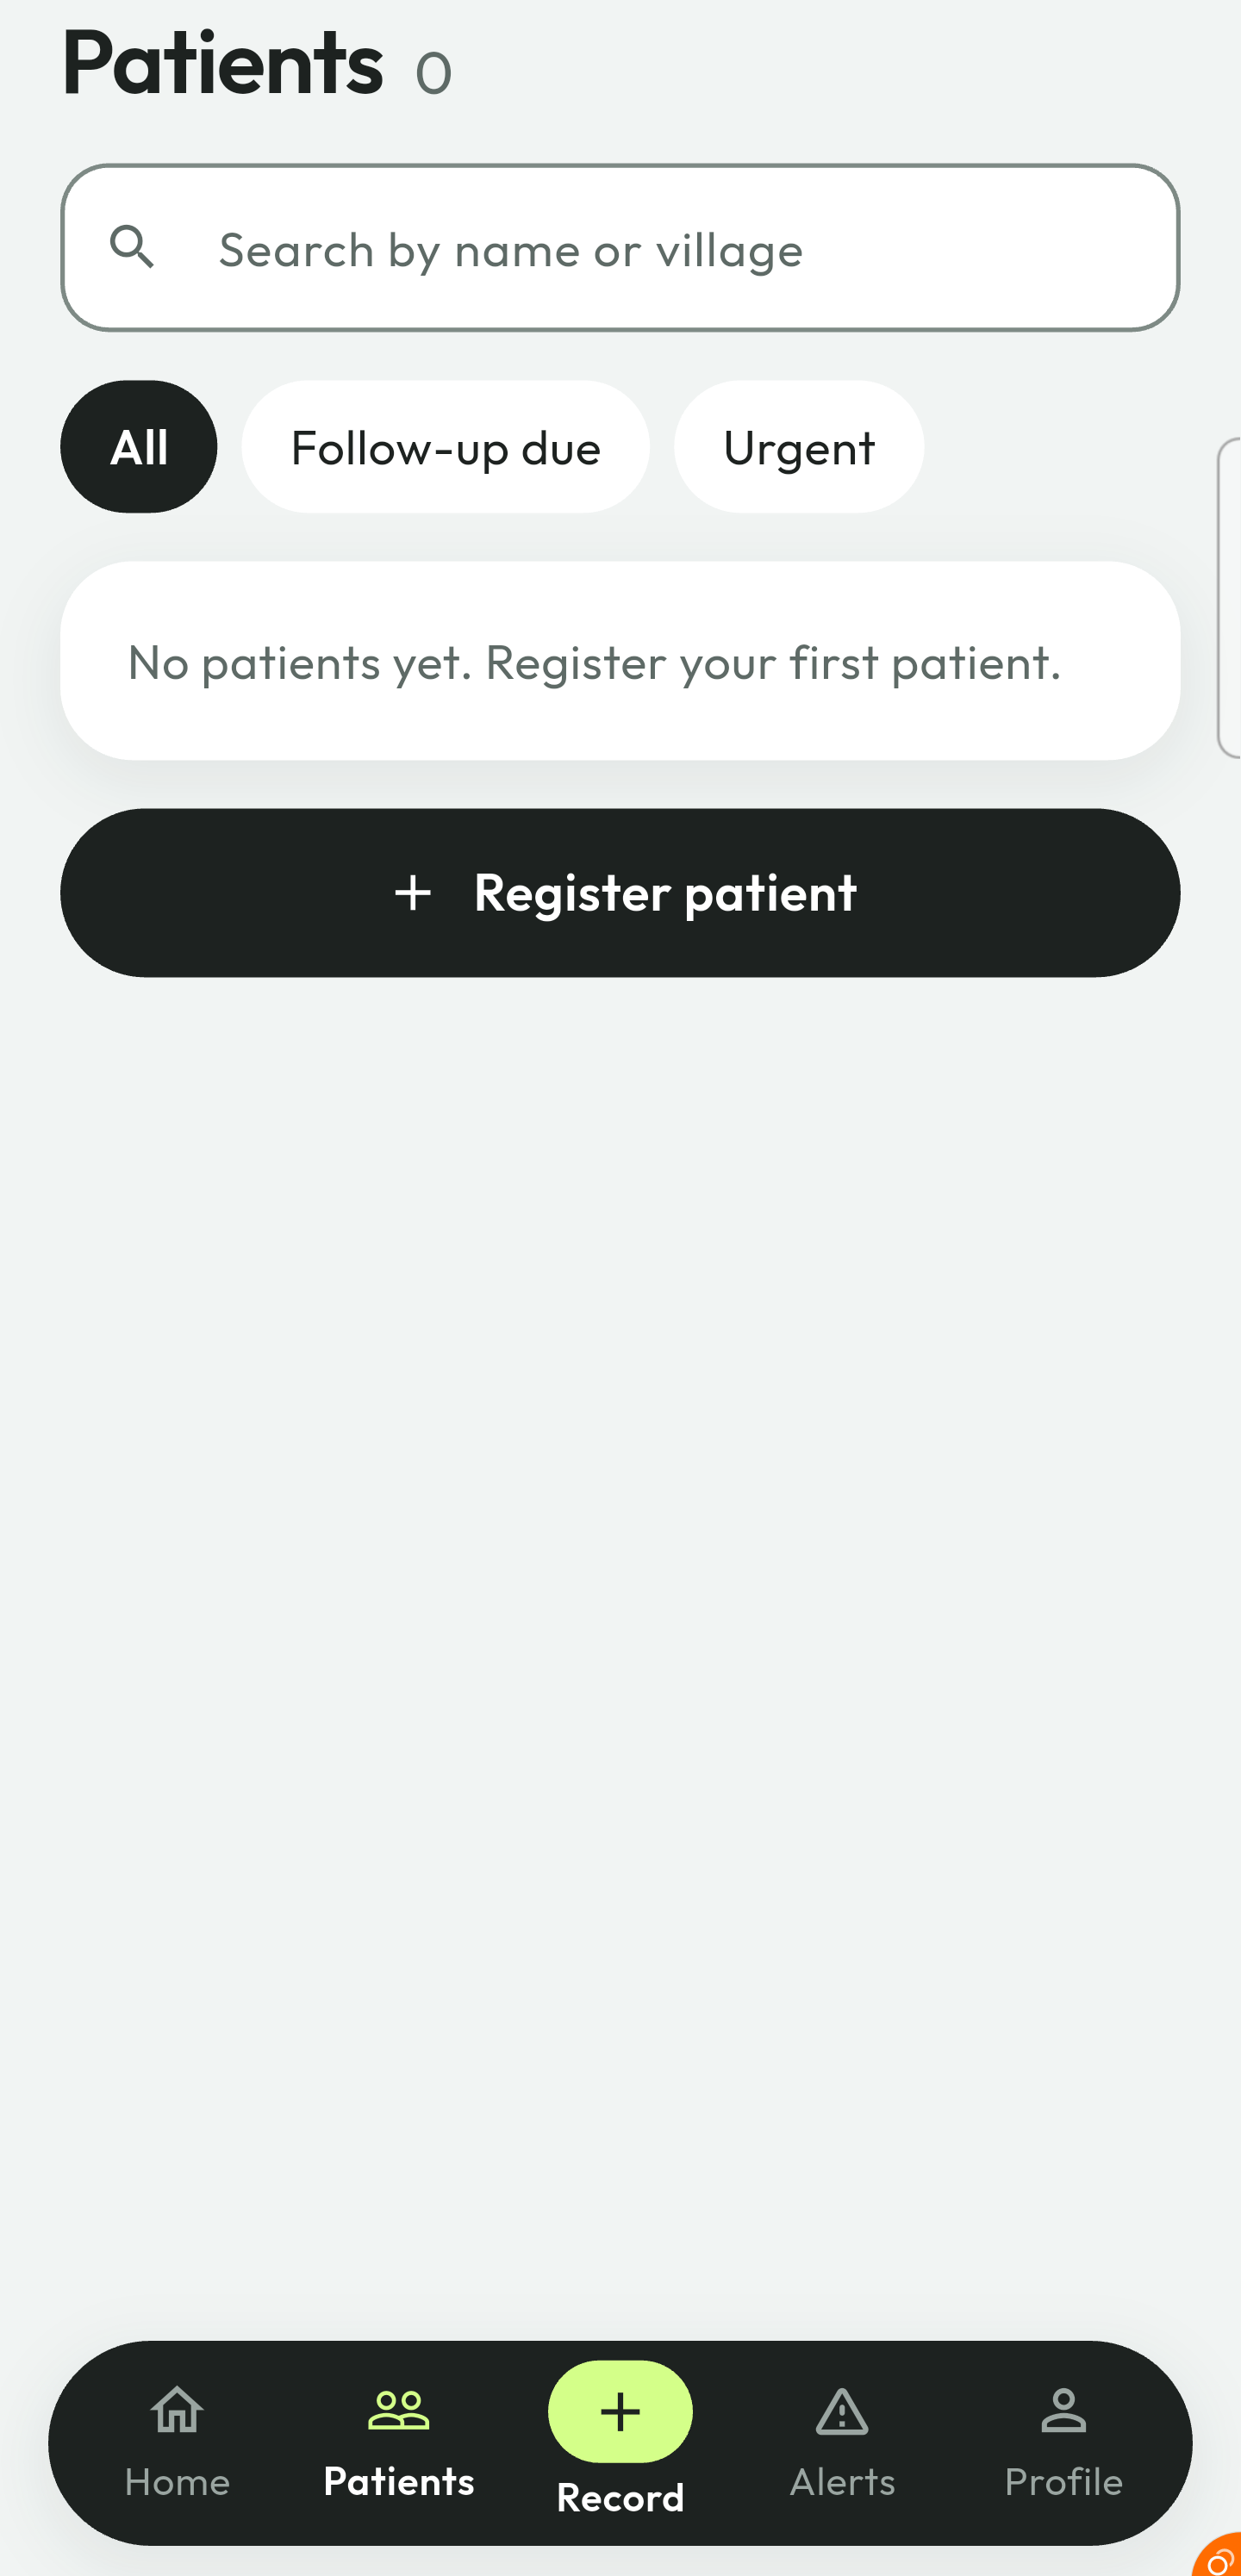 Patients 0
Search by name or village
All Follow-up due Urgent
No patients yet. Register your first patient.
+ Register patient
Home Patients Record Alerts Profile